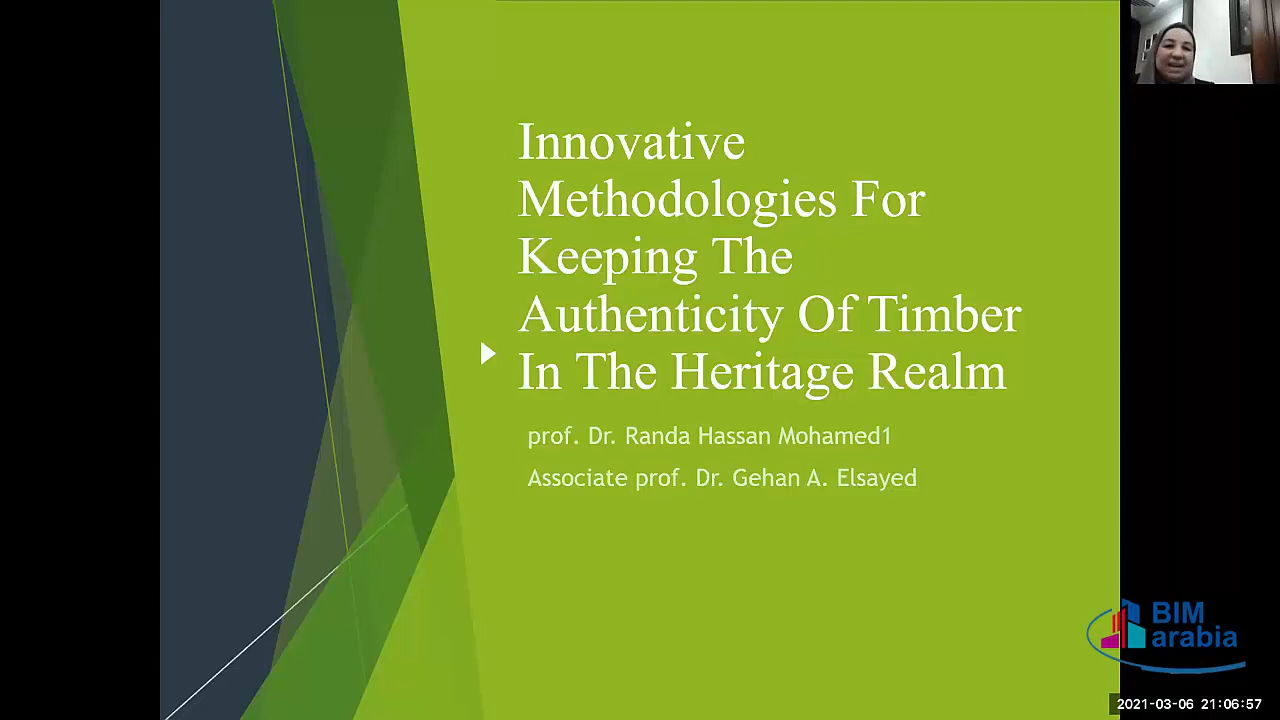 Innovative
Methodologies For
Keeping The
Authenticity Of Timber
In The Heritage Realm
prof. Dr. Randa Hassan Mohamed1
Associate prof. Dr. Gehan A. Elsayed
BIM
arabia
2021-03-06 21:06:57